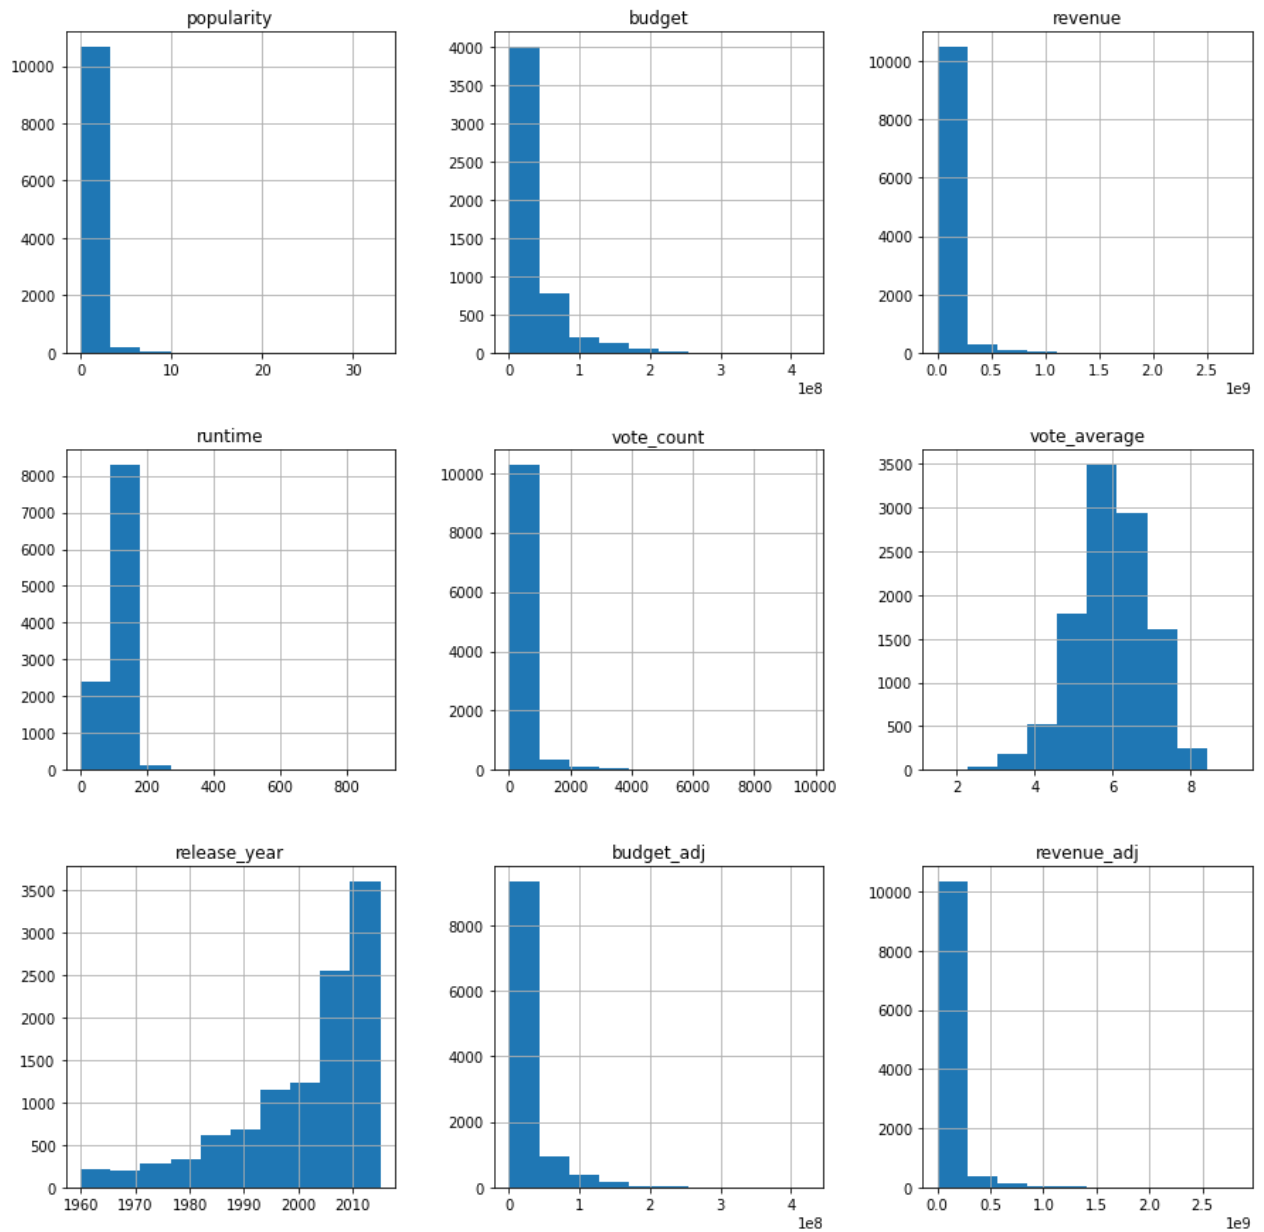 popularity
10000
8000
6000
4000
2000
0
0 10 20 30
budget
4000
3500
3000
2500
2000
1500
1000
500
0
0 1 2 3 4
1e8
revenue
10000
8000
6000
4000
2000
0
0.0 0.5 1.0 1.5 2.0 2.5
1e9
runtime
8000
7000
6000
5000
4000
3000
2000
1000
0
0 200 400 600 800
vote_count
10000
8000
6000
4000
2000
0
0 2000 4000 6000 8000 10000
vote_average
3500
3000
2500
2000
1500
1000
500
0
2 4 6 8
release_year
3500
3000
2500
2000
1500
1000
500
0
1960 1970 1980 1990 2000 2010
budget_adj
8000
6000
4000
2000
0
0 1 2 3 4
1e8
revenue_adj
10000
8000
6000
4000
2000
0
0.0 0.5 1.0 1.5 2.0 2.5
1e9